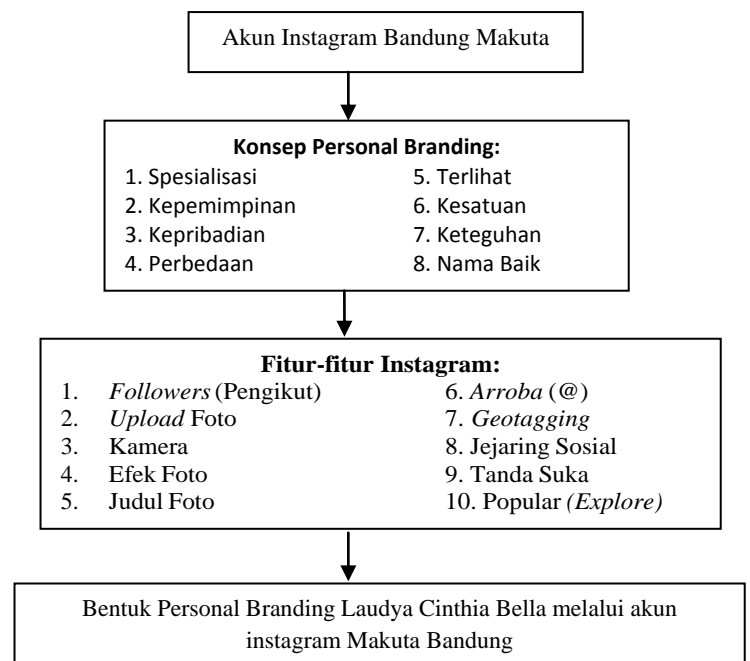 Akun Instagram Bandung Makuta
Konsep Personal Branding:
1. Spesialisasi
2. Kepemimpinan
3. Kepribadian
4. Perbedaan
5. Terlihat
6. Kesatuan
7. Keteguhan
8. Nama Baik
Fitur-fitur Instagram:
1. Followers (Pengikut)
2. Upload Foto
3. Kamera
4. Efek Foto
5. Judul Foto
6. Arroba (@)
7. Geotagging
8. Jejaring Sosial
9. Tanda Suka
10. Popular (Explore)
Bentuk Personal Branding Laudya Cinthia Bella melalui akun
instagram Makuta Bandung